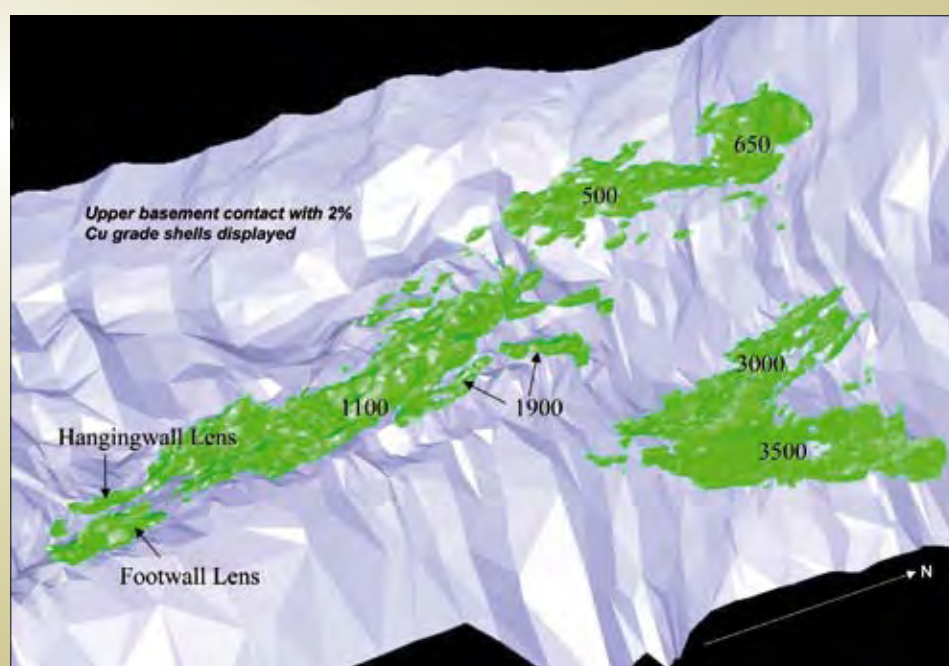 650
500
Upper basement contact with 2%
Cu grade shells displayed
3000
1100
1900
Hangingwall Lens
3500
Footwall Lens
N